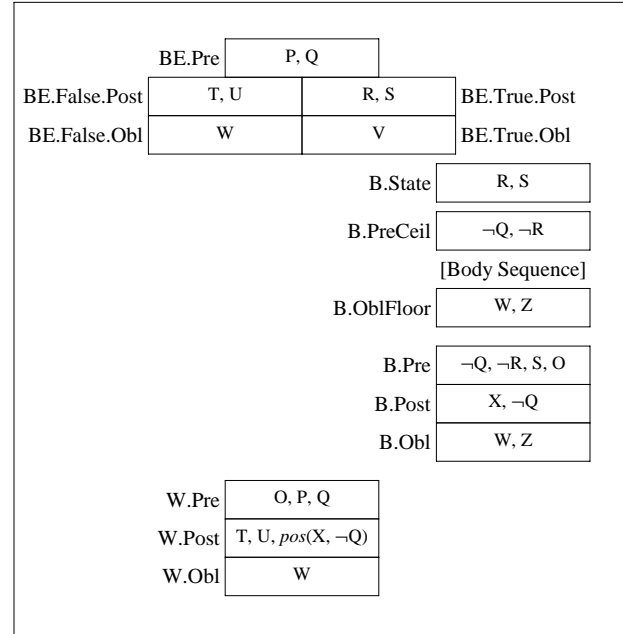 BE.Pre P, Q
BE.False.Post T, U R, S BE.True.Post
BE.False.Obl W V BE.True.Obl
B.State R, S
B.PreCeil ¬Q, ¬R
[Body Sequence]
B.OblFloor W, Z
B.Pre ¬Q, ¬R, S, O
B.Post X, ¬Q
B.Obl W, Z
W.Pre O, P, Q
W.Post T, U, pos(X, ¬Q)
W.Obl W